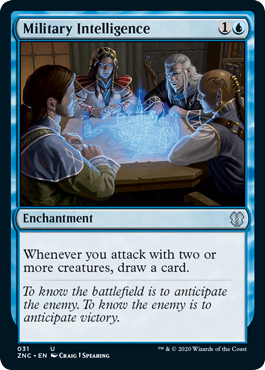 Military Intelligence 1
Enchantment
Whenever you attack with two or
more creatures, draw a card.
To know the battlefield is to anticipate
the enemy. To know the enemy is to
anticipate victory.
031 U
ZNC • EN Craig J Spearing
™ & © 2020 Wizards of the Coast